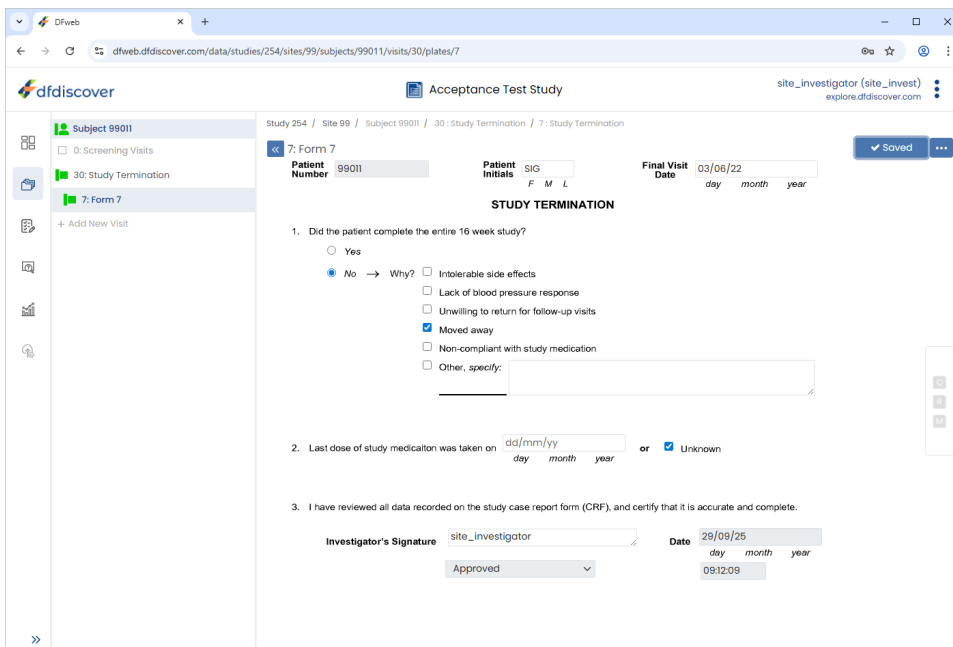 DFweb
dfweb.dfdiscover.com/data/studies/254/sites/99/subjects/99011/visits/30/plates/7
dfdiscover
Acceptance Test Study
site_investigator (site_invest)
explore.dfdiscover.com
Subject 99011
0: Screening Visits
30: Study Termination
7: Form 7
+ Add New Visit
Study 254 / Site 99 / Subject 99011 / 30 : Study Termination / 7 : Study Termination
7: Form 7
Saved
Patient Number 99011
Patient Initials SIG
F M L
Final Visit Date 03/06/22
day month year
STUDY TERMINATION
1. Did the patient complete the entire 16 week study?
Yes
No → Why? Intolerable side effects
Lack of blood pressure response
Unwilling to return for follow-up visits
Moved away
Non-compliant with study medication
Other, specify:
2. Last dose of study medicaiton was taken on dd/mm/yy or Unknown
day month year
3. I have reviewed all data recorded on the study case report form (CRF), and certify that it is accurate and complete.
Investigator's Signature site_investigator Date 29/09/25
day month year
Approved 09:12:09
Q
R
M